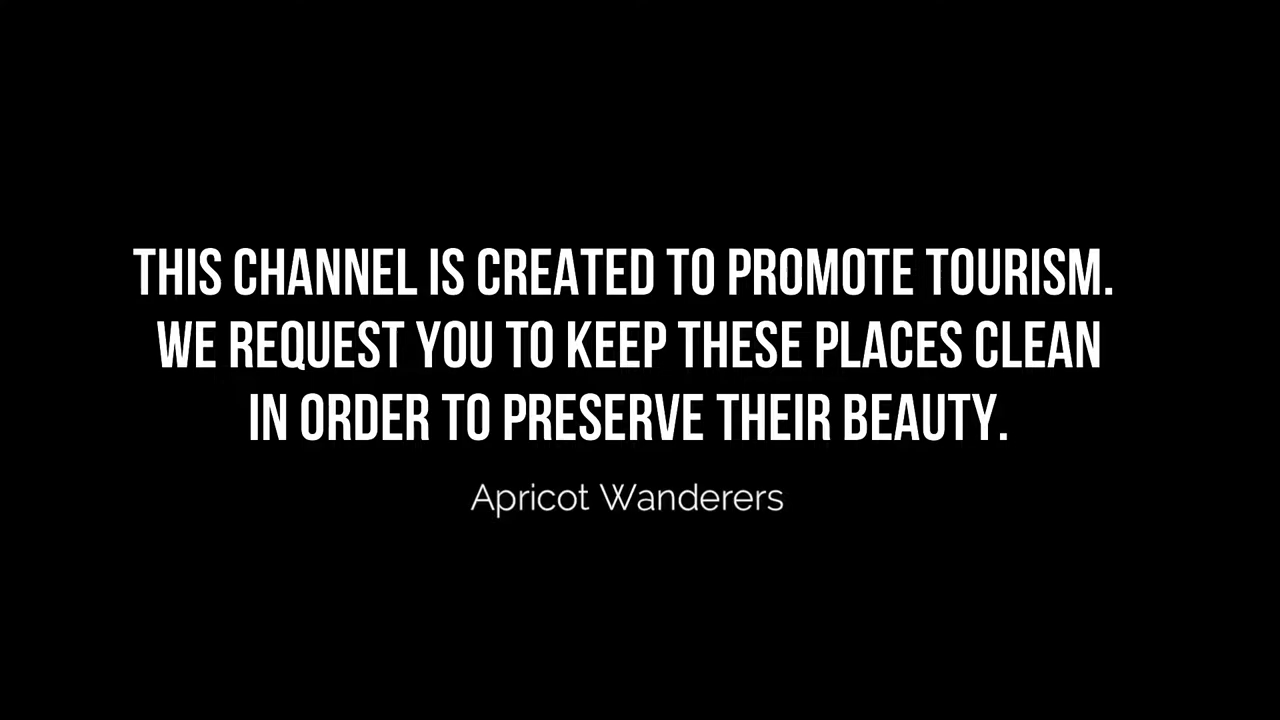 THIS CHANNEL IS CREATED TO PROMOTE TOURISM.
WE REQUEST YOU TO KEEP THESE PLACES CLEAN
IN ORDER TO PRESERVE THEIR BEAUTY.
Apricot Wanderers